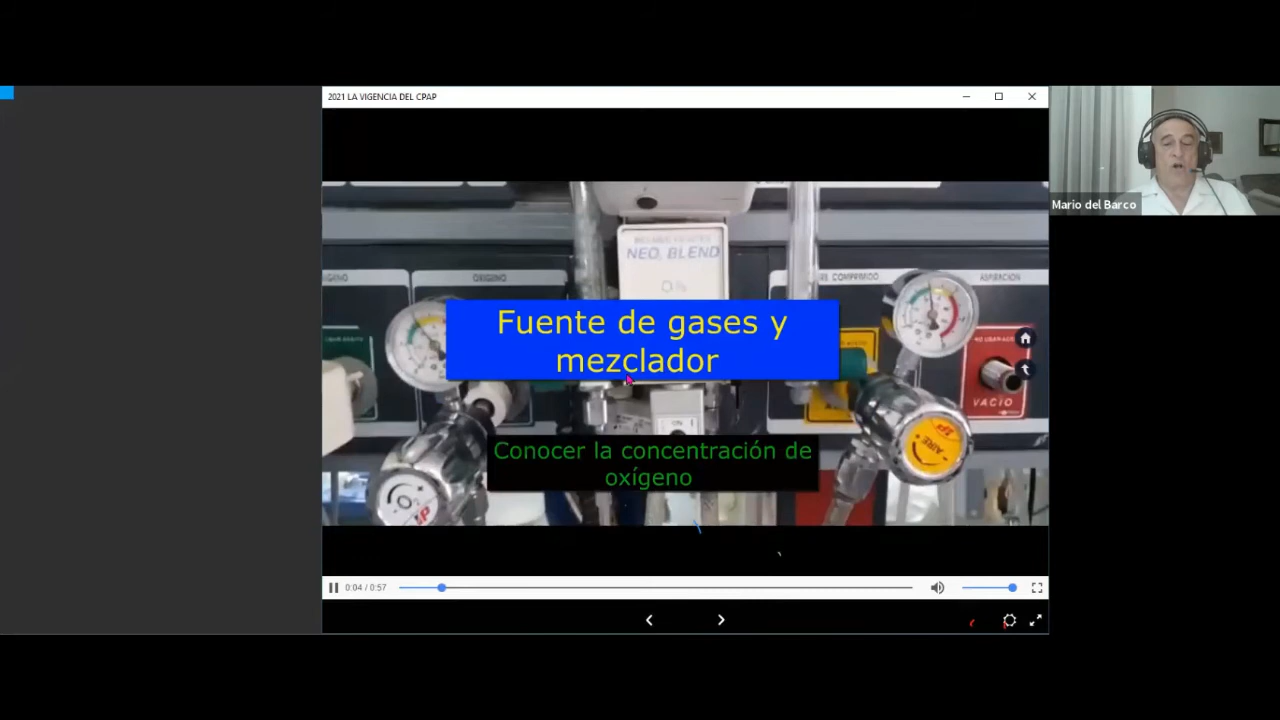 2021 LA VIGENCIA DEL CPAP
Mario del Barco
NEO. BLEND
OXIGENO
COMPRIMIDO
ASPIRACION
Fuente de gases y
mezclador
VACIO
AIRE
Conocer la concentración de
oxígeno
0:04 / 0:57